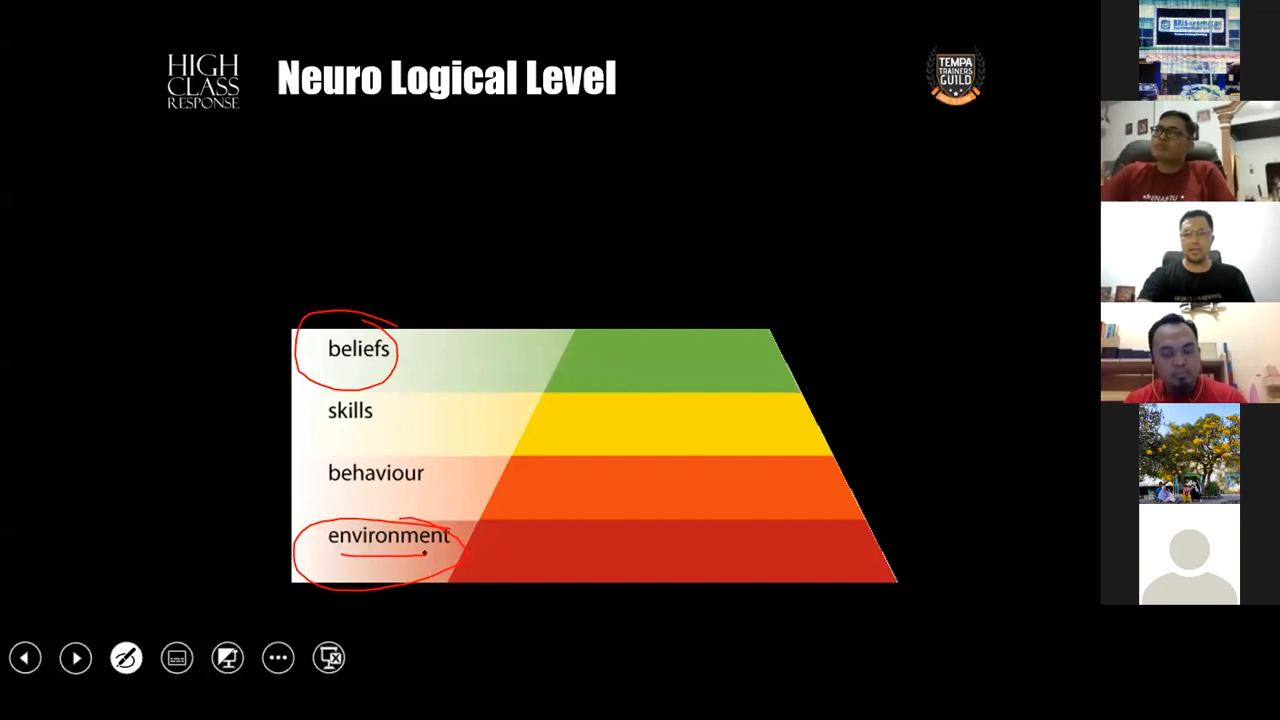 HIGH
CLASS
RESPONSE
Neuro Logical Level
TEMPA
TRAINERS
GUILD
beliefs
skills
behaviour
environment